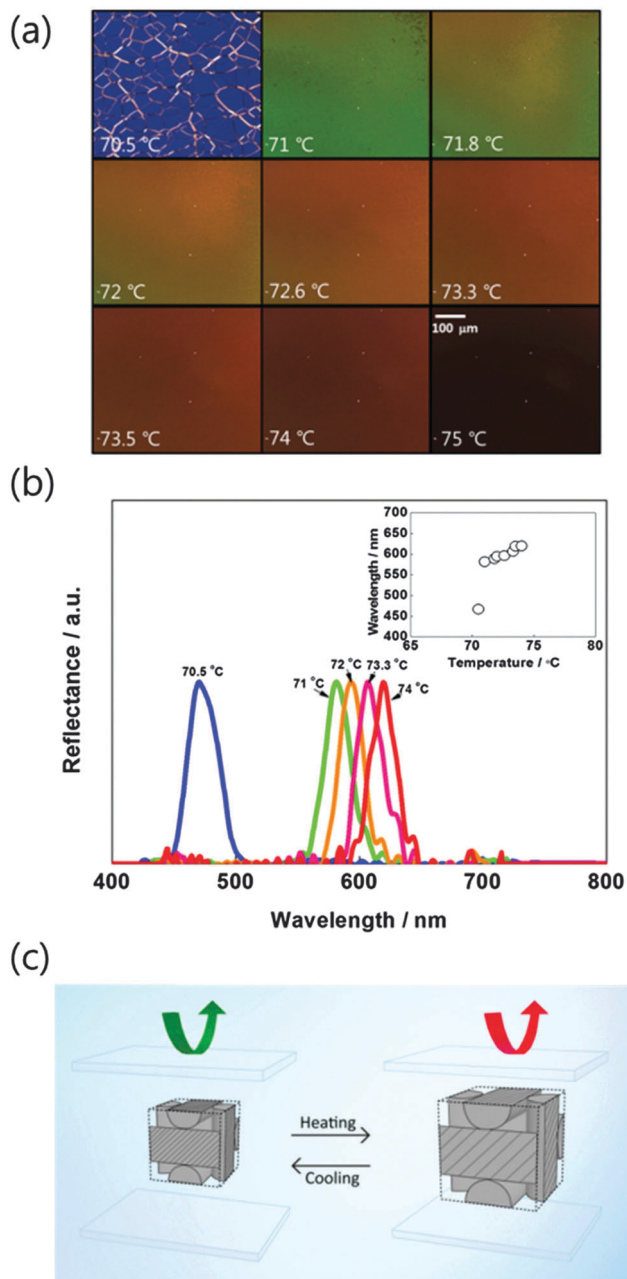 (a)
70.5 °C
71 °C
71.8 °C
72 °C
72.6 °C
73.3 °C
73.5 °C
74 °C
100 μm
75 °C
(b)
Reflectance / a.u.
70.5 °C
71 °C
72 °C
73.3 °C
74 °C
400
500
600
700
800
Wavelength / nm
Wavelength / nm
700
650
600
550
500
450
400
65
70
75
80
Temperature / °C
(c)
Heating
Cooling